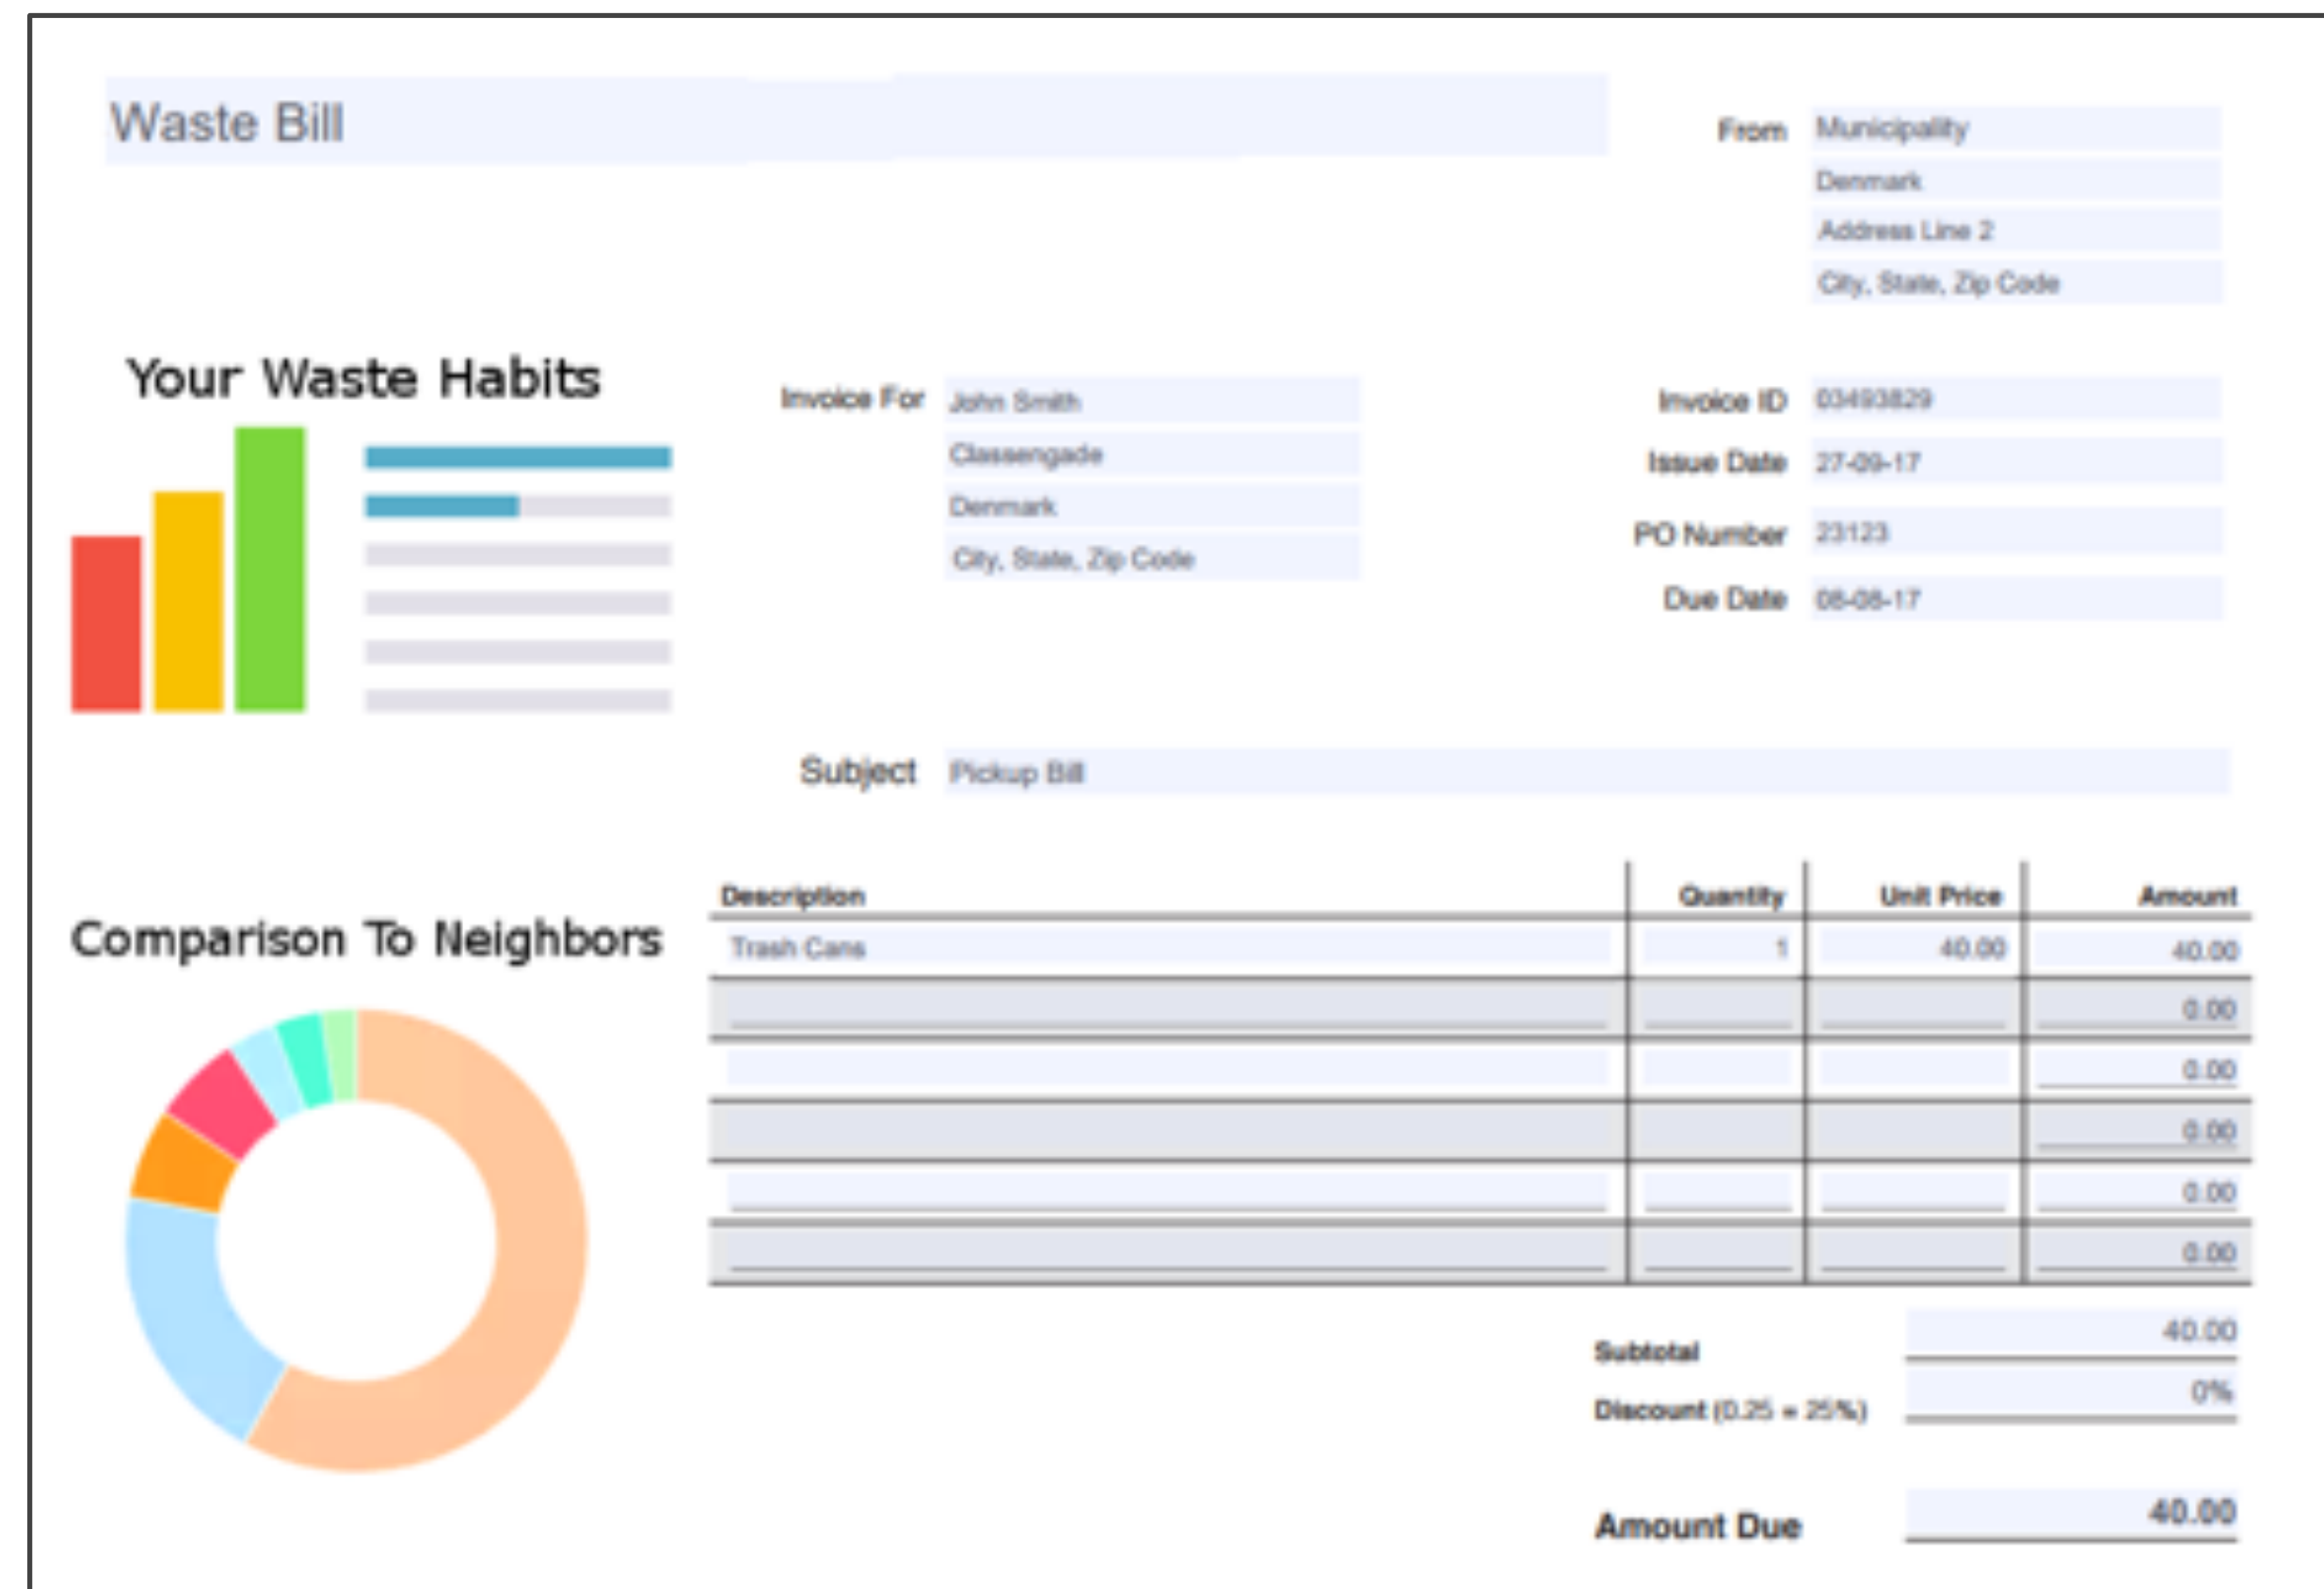 Waste Bill
From Municipality
Denmark
Address Line 2
City, State, Zip Code
Your Waste Habits
Invoice For John Smith
Classengade
Denmark
City, State, Zip Code
Invoice ID 03493829
Issue Date 27-09-17
PO Number 23123
Due Date 08-08-17
Subject Pickup Bill
Comparison To Neighbors
Description Quantity Unit Price Amount
Trash Cans 1 40.00 40.00
0.00
0.00
0.00
0.00
0.00
Subtotal 40.00
Discount (0.25 = 25%) 0%
Amount Due 40.00